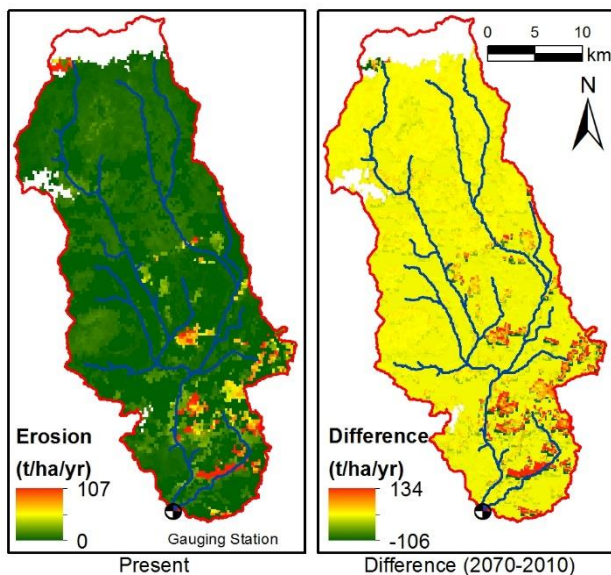 Erosion
(t/ha/yr)
107
0
Gauging Station
Present
0 5 10
km
N
Difference
(t/ha/yr)
134
-106
Difference (2070-2010)